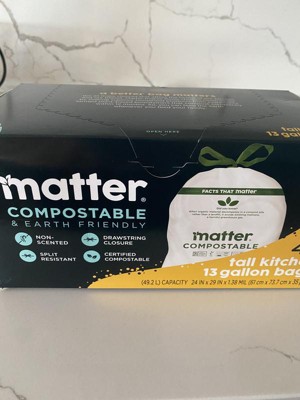 a better bag matters
OPEN HERE
tall
13 g
matter
COMPOSTABLE
& EARTH FRIENDLY
NON-
SCENTED
DRAWSTRING
CLOSURE
SPLIT
RESISTANT
CERTIFIED
COMPOSTABLE
FACTS THAT matter
matter
COMPOSTABLE
tall kitche
13 gallon bag
(49.2 L) CAPACITY · 24 IN x 29 IN x 1.38 MIL (61 cm x 73.7 cm x 35